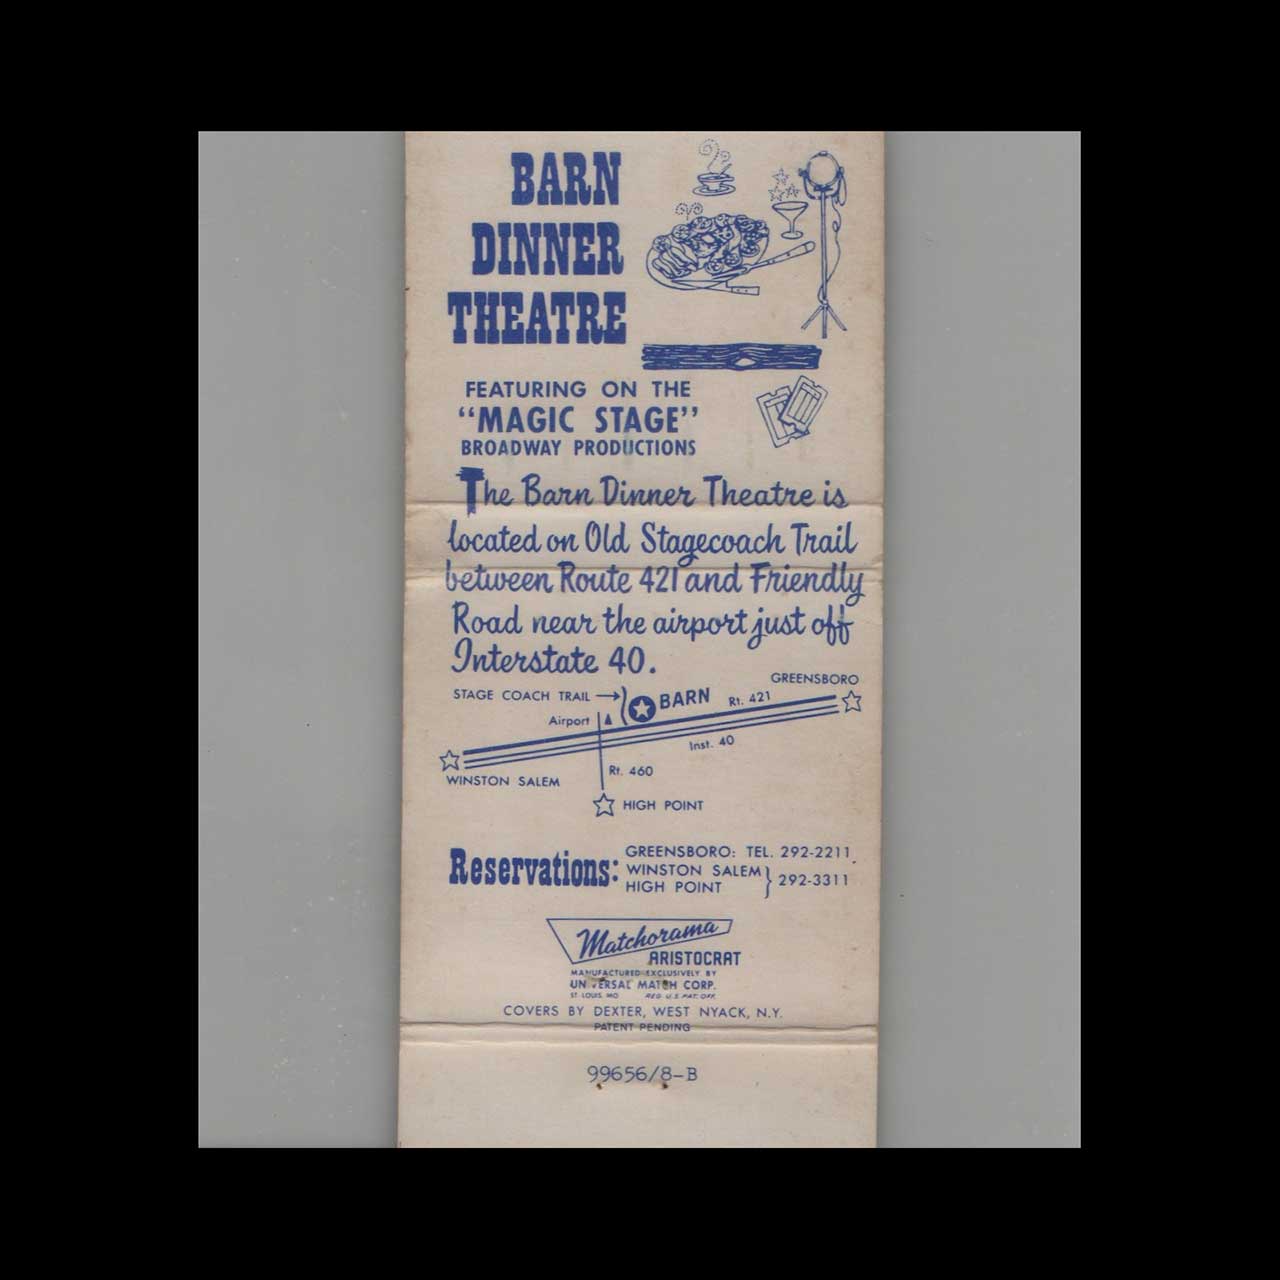 BARN
DINNER
THEATRE
FEATURING ON THE
“MAGIC STAGE”
BROADWAY PRODUCTIONS
The Barn Dinner Theatre is
located on Old Stagecoach Trail
between Route 421 and Friendly
Road near the airport just off
Interstate 40.
GREENSBORO
STAGE COACH TRAIL
BARN
Rt. 421
Airport
Inst. 40
Rt. 460
WINSTON SALEM
HIGH POINT
Reservations:
GREENSBORO: TEL. 292-2211
WINSTON SALEM
HIGH POINT
292-3311
Matchorama
ARISTOCRAT
MANUFACTURED EXCLUSIVELY BY
UNIVERSAL MATCH CORP.
ST. LOUIS, MO REG. U.S. PAT. OFF.
COVERS BY DEXTER, WEST NYACK, N.Y.
PATENT PENDING
99656/8-B